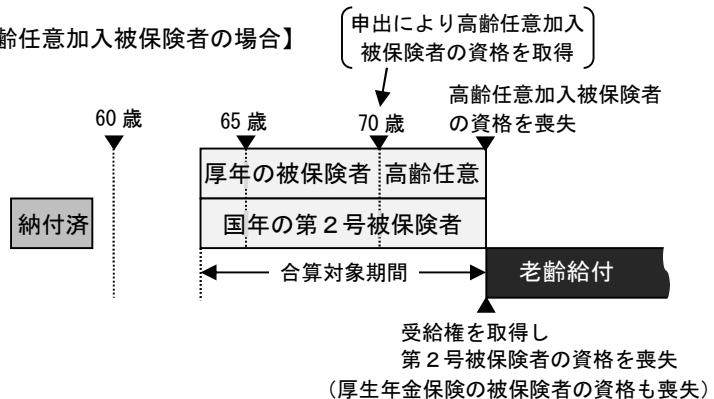 齢任意加入被保険者の場合】
申出により高齢任意加入
被保険者の資格を取得
高齢任意加入被保険者
の資格を喪失
60歳
65歳
70歳
厚年の被保険者
高齢任意
納付済
国年の第2号被保険者
合算対象期間
老齢給付
受給権を取得し
第2号被保険者の資格を喪失
（厚生年金保険の被保険者の資格も喪失）